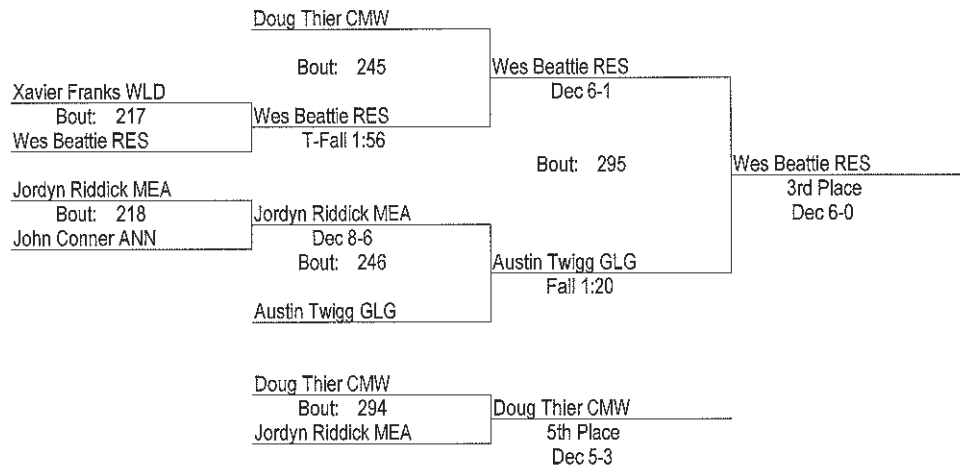 Doug Thier CMW
Bout: 245
Wes Beattie RES
Dec 6-1
Xavier Franks WLD
Bout: 217
Wes Beattie RES
Wes Beattie RES
T-Fall 1:56
Bout: 295
Wes Beattie RES
3rd Place
Dec 6-0
Jordyn Riddick MEA
Bout: 218
John Conner ANN
Jordyn Riddick MEA
Dec 8-6
Bout: 246
Austin Twigg GLG
Fall 1:20
Austin Twigg GLG
Doug Thier CMW
Bout: 294
Jordyn Riddick MEA
Doug Thier CMW
5th Place
Dec 5-3